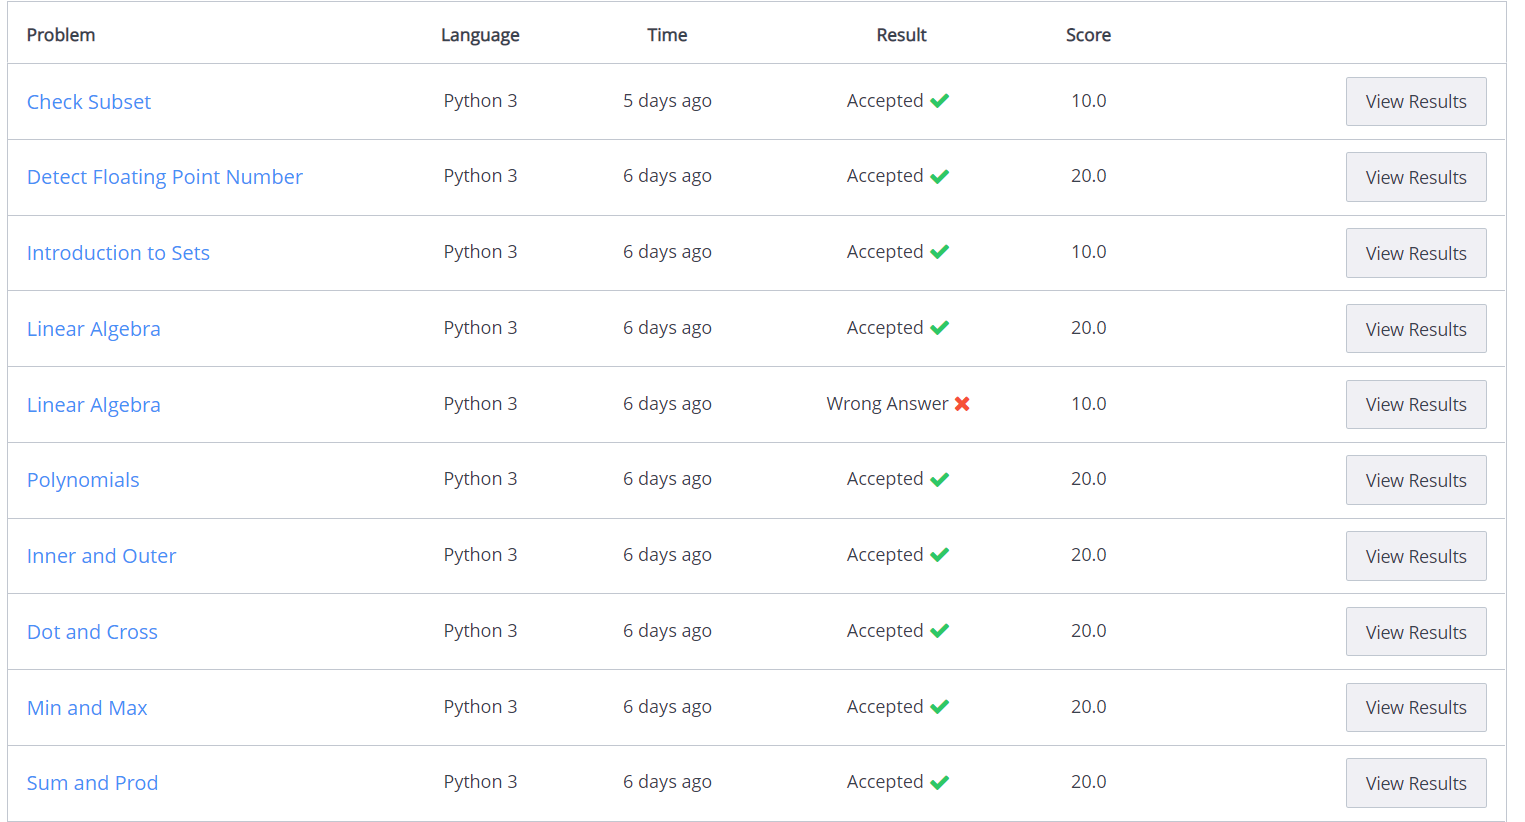 Problem Language Time Result Score
Check Subset Python 3 5 days ago Accepted 10.0 View Results
Detect Floating Point Number Python 3 6 days ago Accepted 20.0 View Results
Introduction to Sets Python 3 6 days ago Accepted 10.0 View Results
Linear Algebra Python 3 6 days ago Accepted 20.0 View Results
Linear Algebra Python 3 6 days ago Wrong Answer 10.0 View Results
Polynomials Python 3 6 days ago Accepted 20.0 View Results
Inner and Outer Python 3 6 days ago Accepted 20.0 View Results
Dot and Cross Python 3 6 days ago Accepted 20.0 View Results
Min and Max Python 3 6 days ago Accepted 20.0 View Results
Sum and Prod Python 3 6 days ago Accepted 20.0 View Results